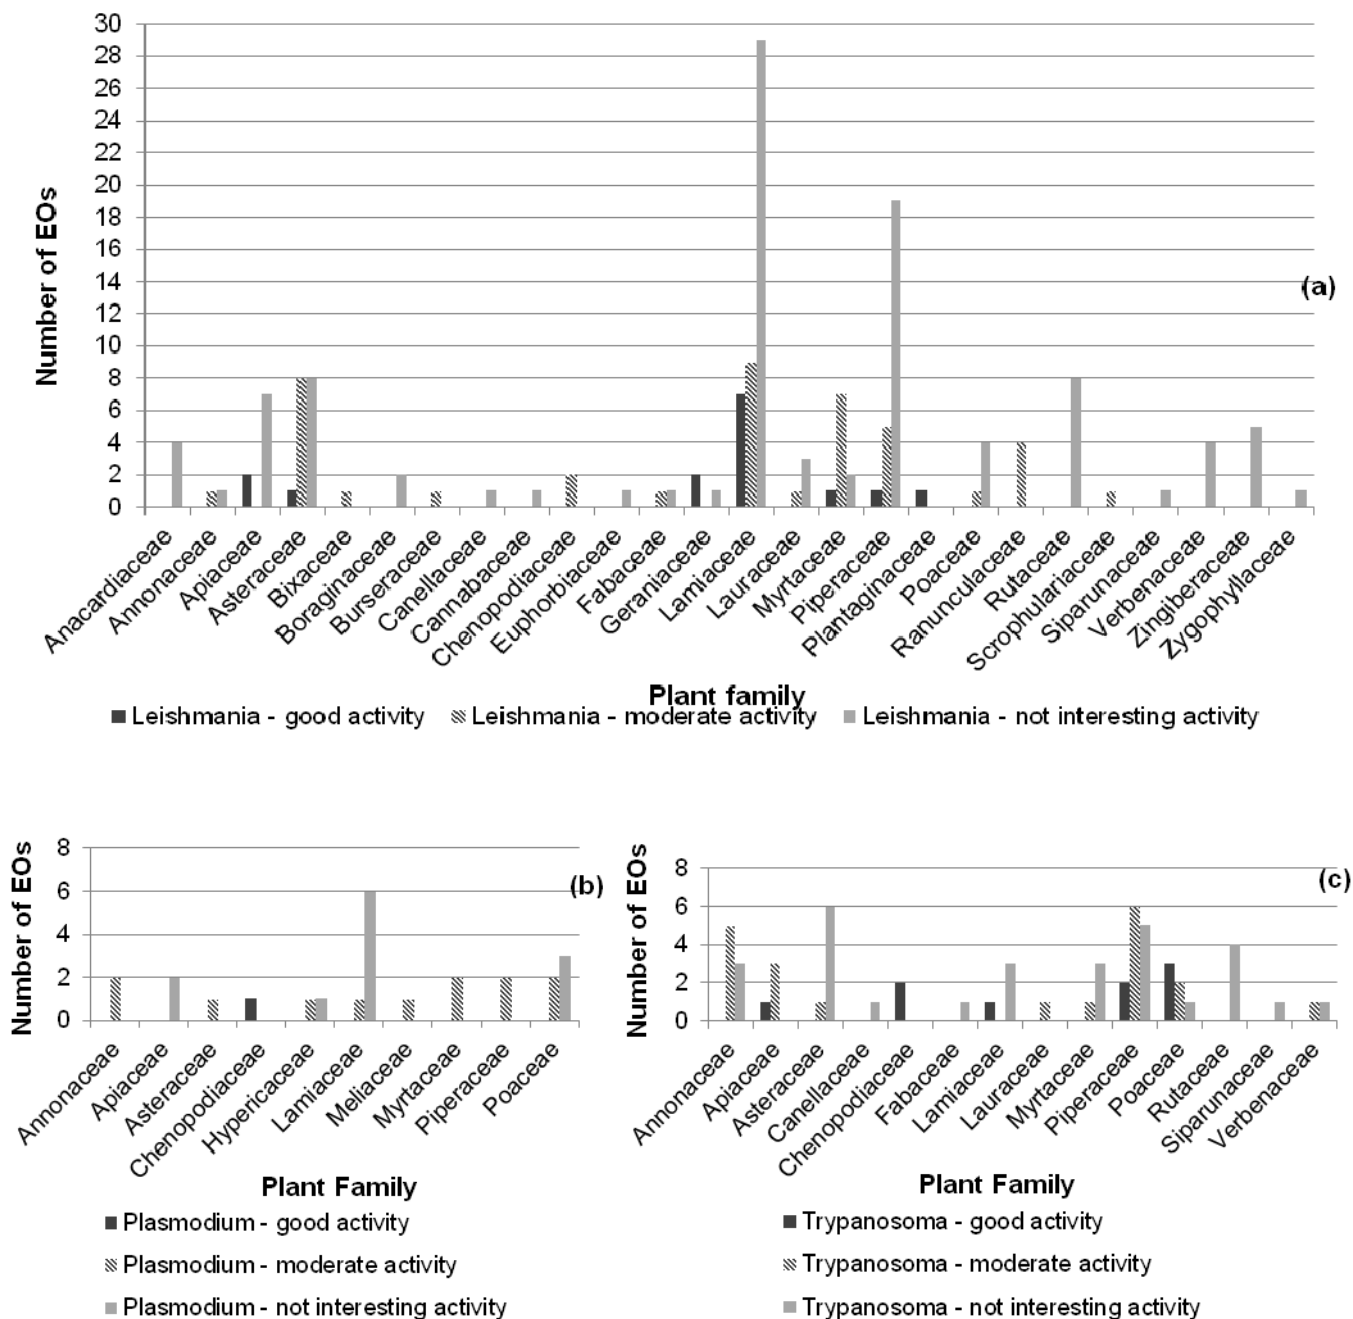 30
28
26
24
22
20
18
16
14
12
10
8
6
4
2
0
Number of EOs
(a)
Anacardiaceae
Annonaceae
Apiaceae
Asteraceae
Bixaceae
Boraginaceae
Burseraceae
Canellaceae
Cannabaceae
Chenopodiaceae
Euphorbiaceae
Fabaceae
Geraniaceae
Lamiaceae
Lauraceae
Myrtaceae
Piperaceae
Plantaginaceae
Poaceae
Ranunculaceae
Rutaceae
Scrophulariaceae
Siparunaceae
Verbenaceae
Zingiberaceae
Zygophyllaceae
Plant family
Leishmania - good activity
Leishmania - moderate activity
Leishmania - not interesting activity
8
6
4
2
0
Number of EOs
(b)
Annonaceae
Apiaceae
Asteraceae
Chenopodiaceae
Hypericaceae
Lamiaceae
Meliaceae
Myrtaceae
Piperaceae
Poaceae
Plant Family
Plasmodium - good activity
Plasmodium - moderate activity
Plasmodium - not interesting activity
8
6
4
2
0
Number of EOs
(c)
Annonaceae
Apiaceae
Asteraceae
Canellaceae
Chenopodiaceae
Fabaceae
Lamiaceae
Lauraceae
Myrtaceae
Piperaceae
Poaceae
Rutaceae
Siparunaceae
Verbenaceae
Plant Family
Trypanosoma - good activity
Trypanosoma - moderate activity
Trypanosoma - not interesting activity